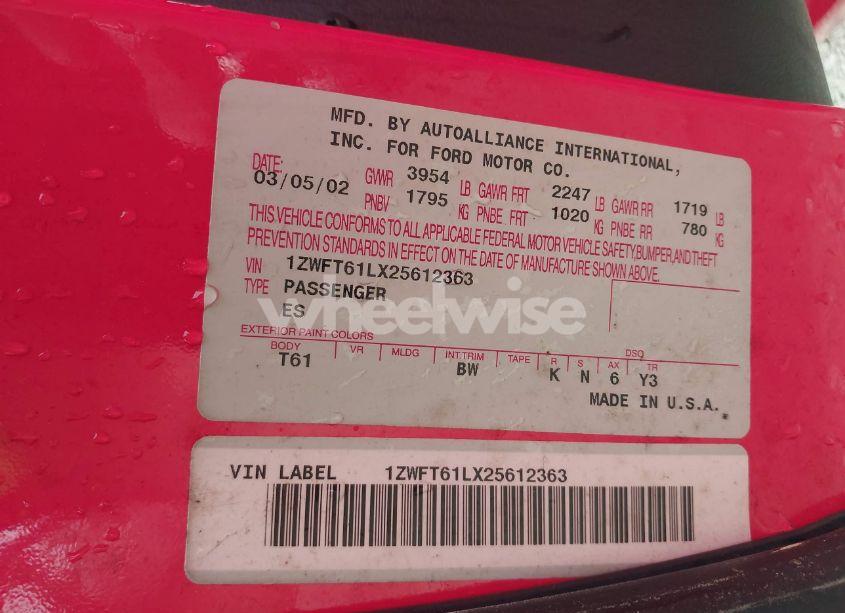 MFD. BY AUTOALLIANCE INTERNATIONAL,
INC. FOR FORD MOTOR CO.
DATE: GVWR 3954 LB GAWR FRT 2247 LB GAWR RR 1719 LB
03/05/02 PNBV 1795 KG PNBE FRT 1020 KG PNBE RR 780 KG
THIS VEHICLE CONFORMS TO ALL APPLICABLE FEDERAL MOTOR VEHICLE SAFETY, BUMPER, AND THEFT
PREVENTION STANDARDS IN EFFECT ON THE DATE OF MANUFACTURE SHOWN ABOVE.
VIN 1ZWFT61LX25612363
TYPE PASSENGER
ES
wheelwise
EXTERIOR PAINT COLORS DSO
BODY VR MLDG INT.TRIM TAPE R S AX TR
T61 BW K N 6 Y3
MADE IN U.S.A.
VIN LABEL 1ZWFT61LX25612363